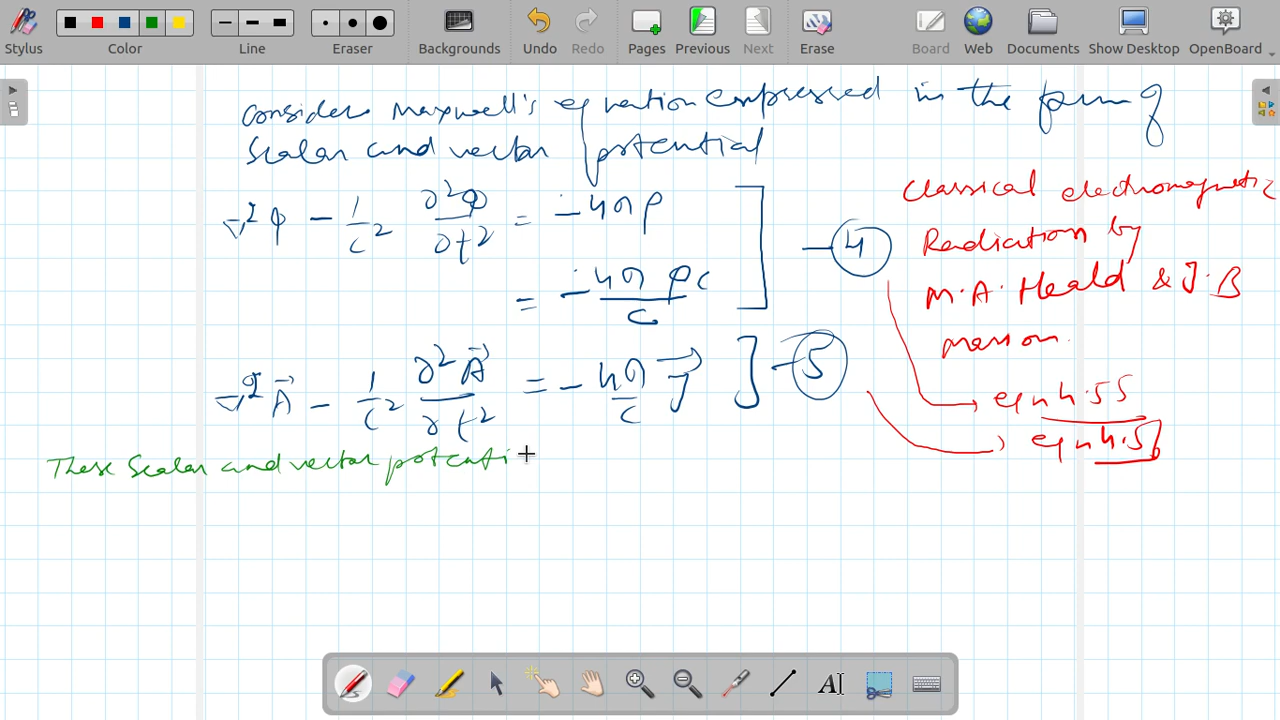 Stylus Color Line Eraser Backgrounds Undo Redo Pages Previous Next Erase Board Web Documents Show Desktop OpenBoard
Consider Maxwell's equation expressed in the form of
Scalar and vector potential
∇²φ − 1/c² ∂²φ/∂t² = −4πρ
= −4πρc/c
— 4
∇²A⃗ − 1/c² ∂²A⃗/∂t² = −4π/c J⃗
— 5
These Scalar and vector potenti
Classical electromagnetic
Radiation by
M.A. Heald & J.B
marion.
eqn 4.55
eqn 4.56
AI